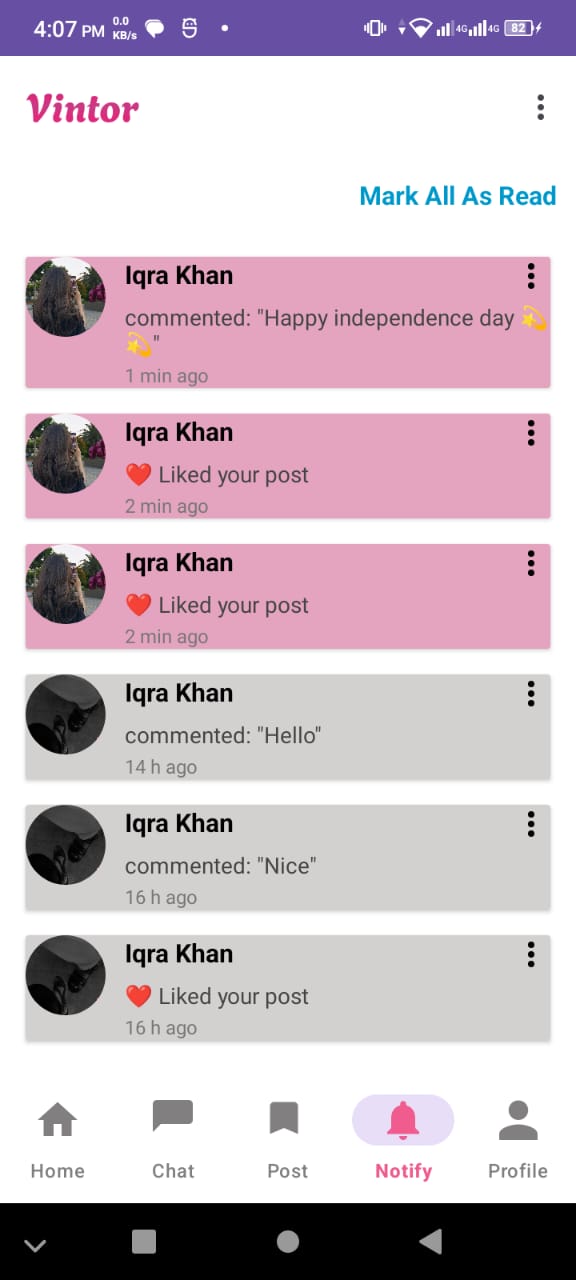 4:07 PM 0.0 KB/s 4G 4G 82
Vintor
Mark All As Read
Iqra Khan
commented: "Happy independence day 💫
💫"
1 min ago
Iqra Khan
❤️ Liked your post
2 min ago
Iqra Khan
❤️ Liked your post
2 min ago
Iqra Khan
commented: "Hello"
14 h ago
Iqra Khan
commented: "Nice"
16 h ago
Iqra Khan
❤️ Liked your post
16 h ago
Home Chat Post Notify Profile